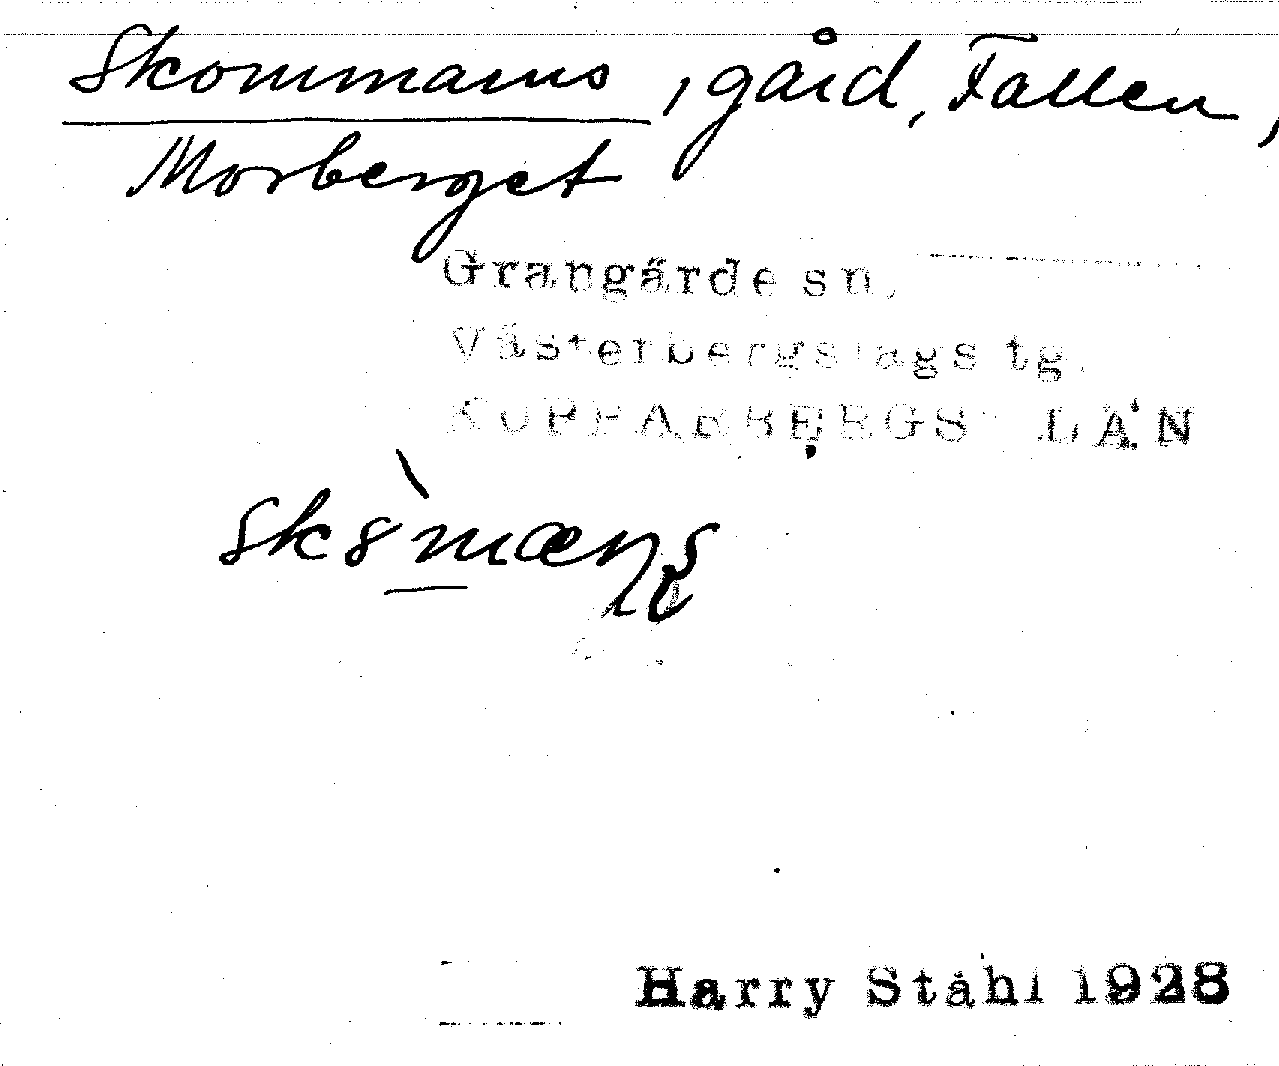 Skommans, gård, Fallen,
Morberget
Grangärde sn.
Västerbergslags tg.
KOPPARBERGS LÄN
Harry Ståhl 1928